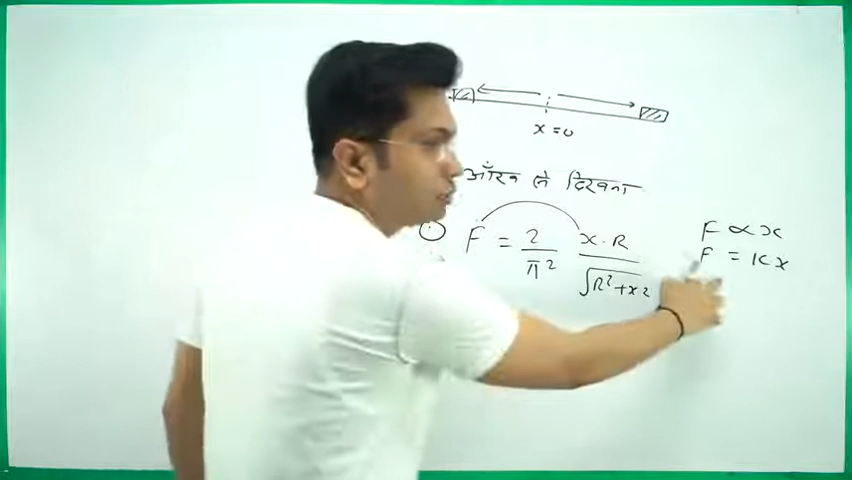 x = 0
आँख से दिखना
F = 2/π² x.R/√R²+x2
F ∝ x
F = Kx